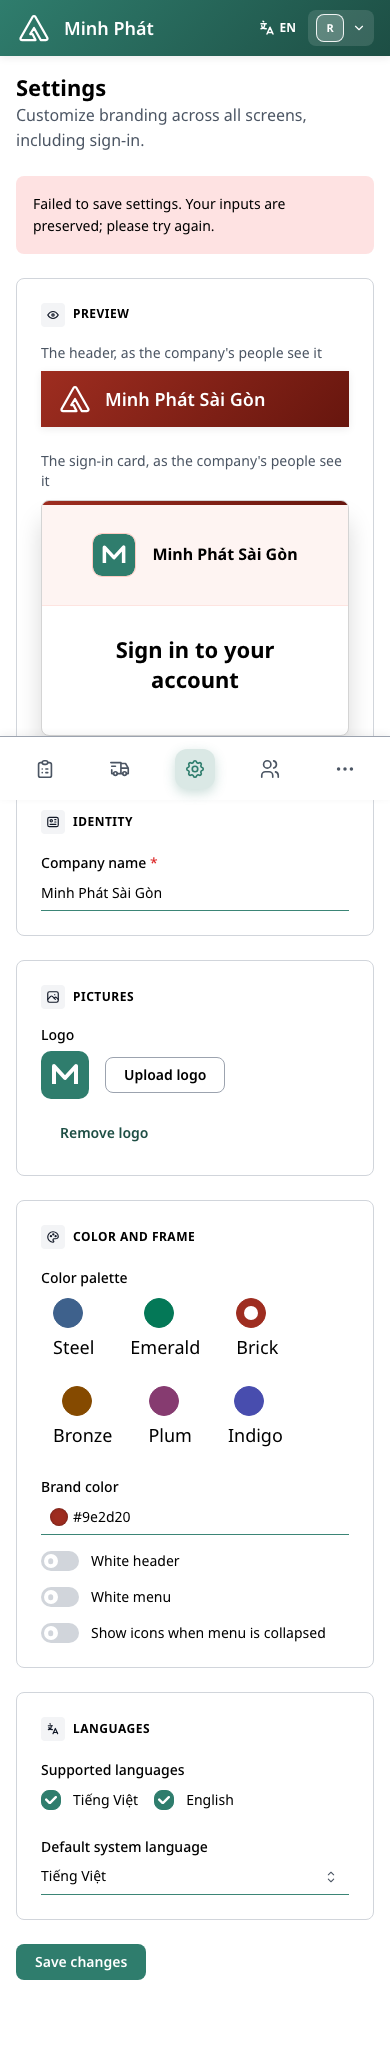 Minh Phát
EN
R
Settings
Customize branding across all screens,
including sign-in.
Failed to save settings. Your inputs are
preserved; please try again.
PREVIEW
The header, as the company's people see it
Minh Phát Sài Gòn
The sign-in card, as the company's people see
it
M
Minh Phát Sài Gòn
Sign in to your
account
IDENTITY
Company name *
Minh Phát Sài Gòn
PICTURES
Logo
M
Upload logo
Remove logo
COLOR AND FRAME
Color palette
Steel
Emerald
Brick
Bronze
Plum
Indigo
Brand color
#9e2d20
White header
White menu
Show icons when menu is collapsed
LANGUAGES
Supported languages
Tiếng Việt
English
Default system language
Tiếng Việt
Save changes